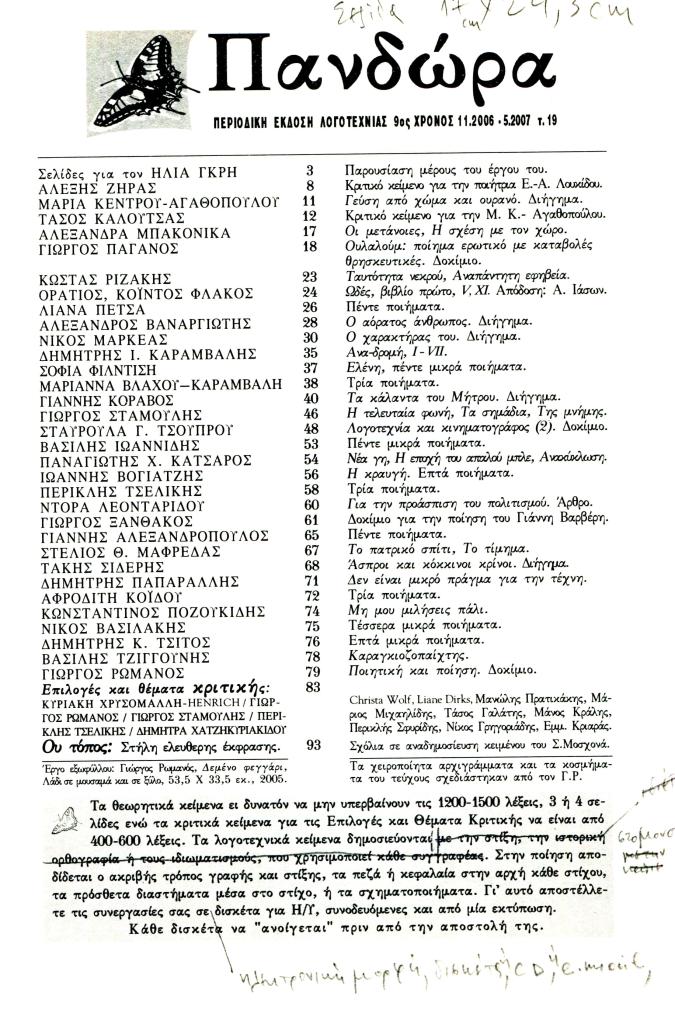 Σελίδα 17 x 24,5 cm
cm
Πανδώρα
ΠΕΡΙΟΔΙΚΗ ΕΚΔΟΣΗ ΛΟΓΟΤΕΧΝΙΑΣ 9ος ΧΡΟΝΟΣ 11.2006 - 5.2007 τ. 19
Σελίδες για τον ΗΛΙΑ ΓΚΡΗ 3 Παρουσίαση μέρους του έργου του.
ΑΛΕΞΗΣ ΖΗΡΑΣ 8 Κριτικό κείμενο για την ποιήτρια Ε.-Α. Λουκίδου.
ΜΑΡΙΑ ΚΕΝΤΡΟΥ-ΑΓΑΘΟΠΟΥΛΟΥ 11 Γεύση από χώμα και ουρανό. Διήγημα.
ΤΑΣΟΣ ΚΑΛΟΥΤΣΑΣ 12 Κριτικό κείμενο για την Μ. Κ.- Αγαθοπούλου.
ΑΛΕΞΑΝΔΡΑ ΜΠΑΚΟΝΙΚΑ 17 Οι μετάνοιες, Η σχέση με τον χώρο.
ΓΙΩΡΓΟΣ ΠΑΓΑΝΟΣ 18 Ουλαλούμ: ποίημα ερωτικό με καταβολές
θρησκευτικές. Δοκίμιο.
ΚΩΣΤΑΣ ΡΙΖΑΚΗΣ 23 Ταυτότητα νεκρού, Αναπάντητη εφηβεία.
ΟΡΑΤΙΟΣ, ΚΟΪΝΤΟΣ ΦΛΑΚΟΣ 24 Ωδές, βιβλίο πρώτο, V, XI. Απόδοση: Α. Ιάσων.
ΛΙΑΝΑ ΠΕΤΣΑ 26 Πέντε ποιήματα.
ΑΛΕΞΑΝΔΡΟΣ ΒΑΝΑΡΓΙΩΤΗΣ 28 Ο αόρατος άνθρωπος. Διήγημα.
ΝΙΚΟΣ ΜΑΡΚΕΑΣ 30 Ο χαρακτήρας του. Διήγημα.
ΔΗΜΗΤΡΗΣ Ι. ΚΑΡΑΜΒΑΛΗΣ 35 Ανα-δρομή, I - VII.
ΣΟΦΙΑ ΦΙΛΝΤΙΣΗ 37 Ελένη, πέντε μικρά ποιήματα.
ΜΑΡΙΑΝΝΑ ΒΛΑΧΟΥ–ΚΑΡΑΜΒΑΛΗ 38 Τρία ποιήματα.
ΓΙΑΝΝΗΣ ΚΟΡΑΒΟΣ 40 Τα κάλαντα του Μήτρου. Διήγημα.
ΓΙΩΡΓΟΣ ΣΤΑΜΟΥΛΗΣ 46 Η τελευταία φωνή, Τα σημάδια, Της μνήμης.
ΣΤΑΥΡΟΥΛΑ Γ. ΤΣΟΥΠΡΟΥ 48 Λογοτεχνία και κινηματογράφος (2). Δοκίμιο.
ΒΑΣΙΛΗΣ ΙΩΑΝΝΙΔΗΣ 53 Πέντε μικρά ποιήματα.
ΠΑΝΑΓΙΩΤΗΣ Χ. ΚΑΤΣΑΡΟΣ 54 Νέα γη, Η εποχή του απαλού μπλε, Ανακύκλωση.
ΙΩΑΝΝΗΣ ΒΟΓΙΑΤΖΗΣ 56 Η κραυγή. Επτά ποιήματα.
ΠΕΡΙΚΛΗΣ ΤΣΕΛΙΚΗΣ 58 Τρία ποιήματα.
ΝΤΟΡΑ ΛΕΟΝΤΑΡΙΔΟΥ 60 Για την προάσπιση του πολιτισμού. Άρθρο.
ΓΙΩΡΓΟΣ ΞΑΝΘΑΚΟΣ 61 Δοκίμιο για την ποίηση του Γιάννη Βαρβέρη.
ΓΙΑΝΝΗΣ ΑΛΕΞΑΝΔΡΟΠΟΥΛΟΣ 65 Πέντε ποιήματα.
ΣΤΕΛΙΟΣ Θ. ΜΑΦΡΕΔΑΣ 67 Το πατρικό σπίτι, Το τίμημα.
ΤΑΚΗΣ ΣΙΔΕΡΗΣ 68 Άσπροι και κόκκινοι κρίνοι. Διήγημα.
ΔΗΜΗΤΡΗΣ ΠΑΠΑΡΑΛΛΗΣ 71 Δεν είναι μικρό πράγμα για την τέχνη.
ΑΦΡΟΔΙΤΗ ΚΟΪΔΟΥ 72 Τρία ποιήματα.
ΚΩΝΣΤΑΝΤΙΝΟΣ ΠΟΖΟΥΚΙΔΗΣ 74 Μη μου μιλήσεις πάλι.
ΝΙΚΟΣ ΒΑΣΙΛΑΚΗΣ 75 Τέσσερα μικρά ποιήματα.
ΔΗΜΗΤΡΗΣ Κ. ΤΣΙΤΟΣ 76 Επτά μικρά ποιήματα.
ΒΑΣΙΛΗΣ ΤΖΙΓΓΟΥΝΗΣ 78 Καραγκιοζοπαίχτης.
ΓΙΩΡΓΟΣ ΡΩΜΑΝΟΣ 79 Ποιητική και ποίηση. Δοκίμιο.
Επιλογές και θέματα κριτικής: 83
ΚΥΡΙΑΚΗ ΧΡΥΣΟΜΑΛΛΗ-HENRICH / ΓΙΩΡ- Christa Wolf, Liane Dirks, Μανώλης Πρατικάκης, Μά-
ΓΟΣ ΡΩΜΑΝΟΣ / ΓΙΩΡΓΟΣ ΣΤΑΜΟΥΛΗΣ / ΠΕΡΙ- ριος Μιχαηλίδης, Τάσος Γαλάτης, Μάνος Κράλης,
ΚΛΗΣ ΤΣΕΛΙΚΗΣ / ΔΗΜΗΤΡΑ ΧΑΤΖΗΚΥΡΙΑΚΙΔΟΥ Περικλής Σφυρίδης, Νίκος Γρηγοριάδης, Εμμ. Κριαράς.
Ου τόπος: Στήλη ελευθερης έκφρασης. 93 Σχόλια σε αναδημοσίευση κειμένου του Σ.Μοσχονά.
Έργο εξωφύλλου: Γιώργος Ρωμανός, Δεμένο φεγγάρι, Τα χειροποίητα αρχιγράμματα και τα κοσμήμα-
Λάδι σε μουσαμά και σε ξύλο, 53,5 Χ 33,5 εκ., 2005. τα του τεύχους σχεδιάστηκαν από τον Γ.Ρ.
Τα θεωρητικά κείμενα ει δυνατόν να μην υπερβαίνουν τις 1200-1500 λέξεις, 3 ή 4 σε-
λίδες ενώ τα κριτικά κείμενα για τις Επιλογές και Θέματα Κριτικής να είναι από
400-600 λέξεις. Τα λογοτεχνικά κείμενα δημοσιεύονται με την στίξη, την ιστορική
ορθογραφία ή τους ιδιωματισμούς, που χρησιμοποιεί κάθε συγγραφέας. Στην ποίηση απο-
δίδεται ο ακριβής τρόπος γραφής και στίξης, τα πεζά ή κεφαλαία στην αρχή κάθε στίχου,
τα πρόσθετα διαστήματα μέσα στο στίχο, ή τα σχηματοποιήματα. Γι' αυτό αποστέλλε-
τε τις συνεργασίες σας σε δισκέτα για Η/Υ, συνοδευόμενες και από μία εκτύπωση.
Κάθε δισκέτα να "ανοίγεται" πριν από την αποστολή της.
ηλεκτρονική μορφή, δισκέτα, ή CD, ή e.mail,